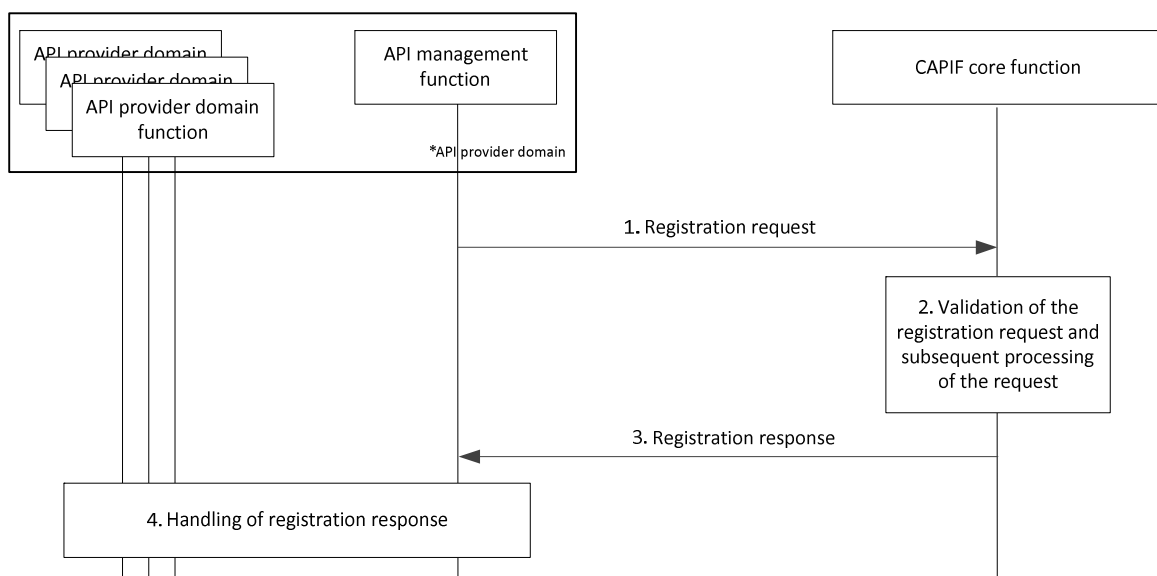 API provider domain
API provider domain
API provider domain
function
API management
function
*API provider domain
CAPIF core function
1. Registration request
2. Validation of the
registration request and
subsequent processing
of the request
3. Registration response
4. Handling of registration response